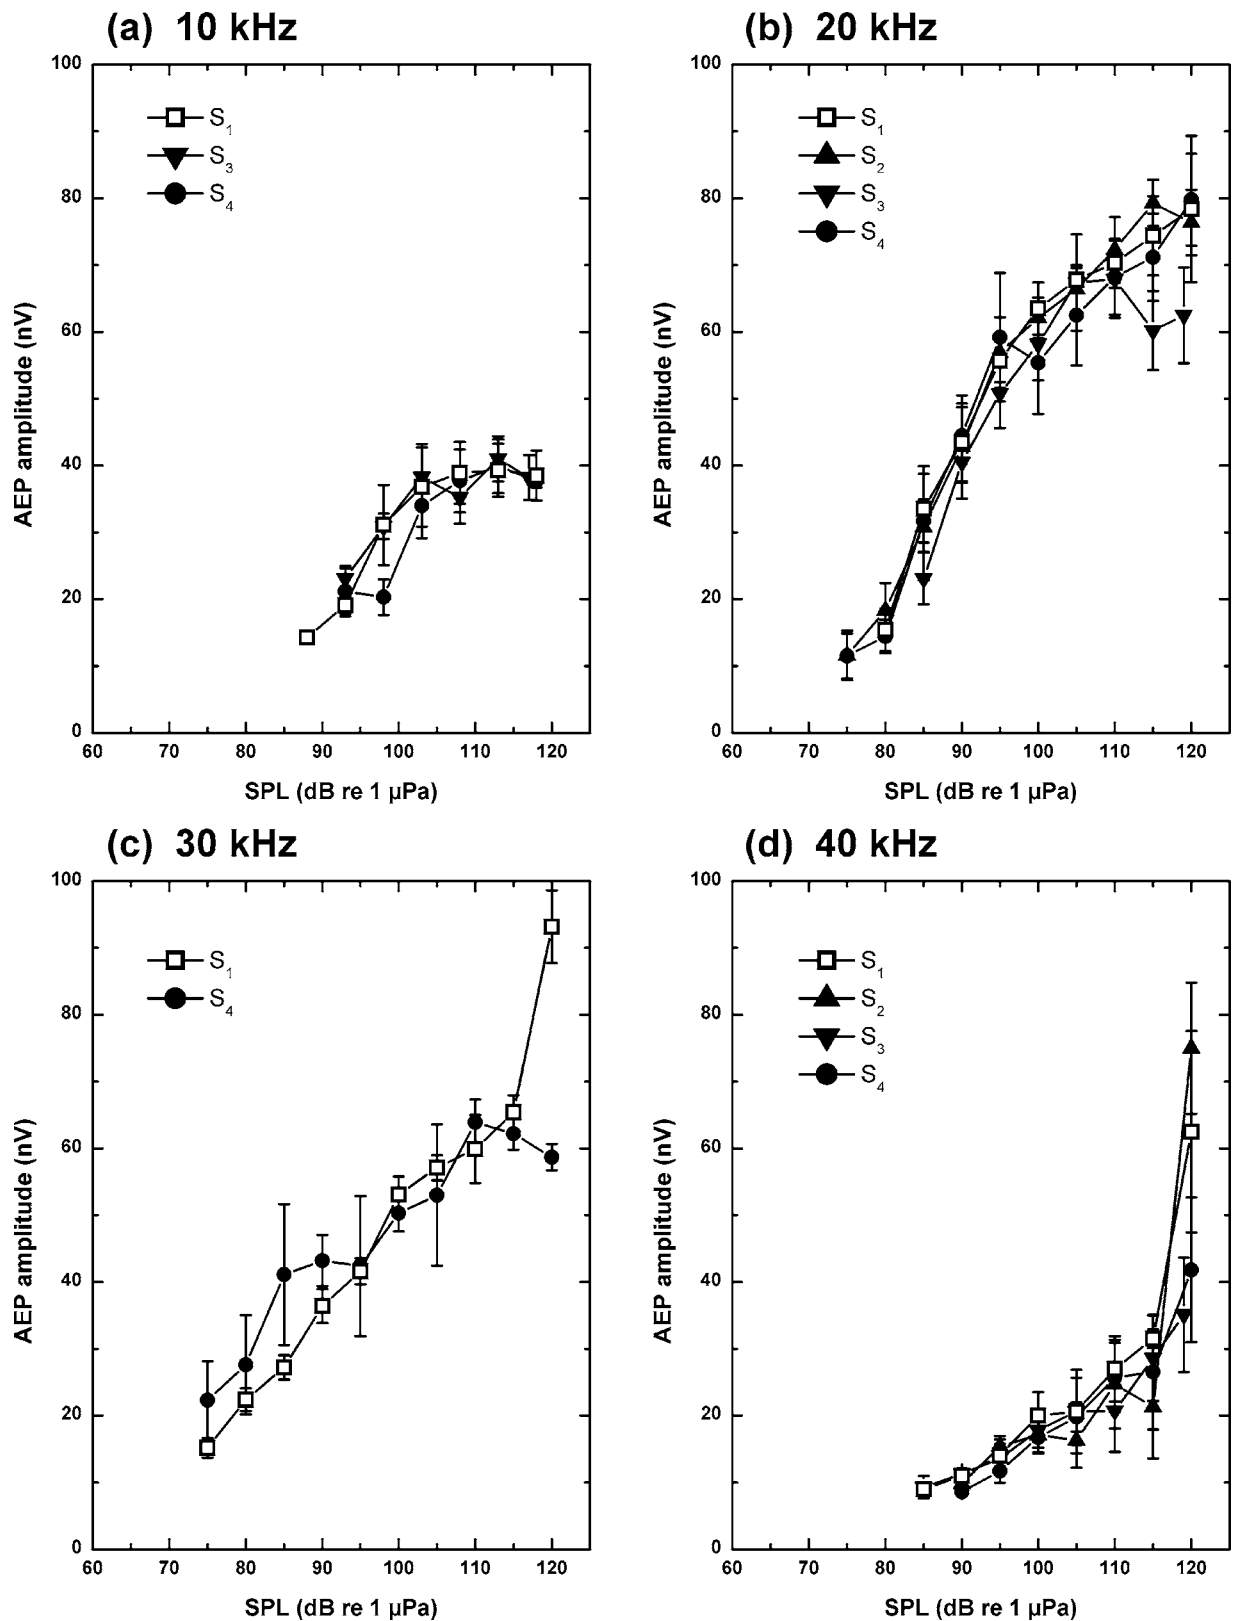 (a) 10 kHz
100
80
60
40
20
0
AEP amplitude (nV)
S1
S3
S4
60 70 80 90 100 110 120
SPL (dB re 1 µPa)
(b) 20 kHz
100
80
60
40
20
0
AEP amplitude (nV)
S1
S2
S3
S4
60 70 80 90 100 110 120
SPL (dB re 1 µPa)
(c) 30 kHz
100
80
60
40
20
0
AEP amplitude (nV)
S1
S4
60 70 80 90 100 110 120
SPL (dB re 1 µPa)
(d) 40 kHz
100
80
60
40
20
0
AEP amplitude (nV)
S1
S2
S3
S4
60 70 80 90 100 110 120
SPL (dB re 1 µPa)